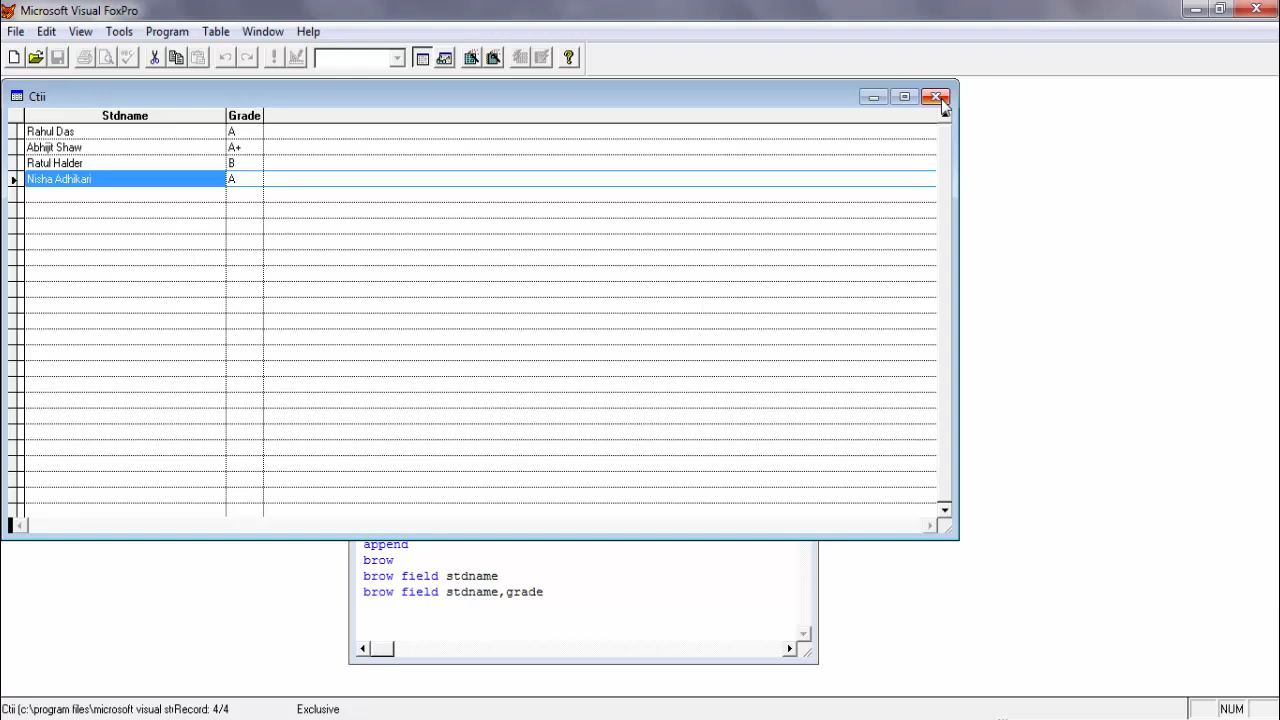 Microsoft Visual FoxPro
File Edit View Tools Program Table Window Help
Ctii
Stdname Grade
Rahul Das A
Abhijit Shaw A+
Ratul Halder B
Nisha Adhikari A
append
brow
brow field stdname
brow field stdname,grade
Ctii (c:\program files\microsoft visual str Record: 4/4 Exclusive NUM